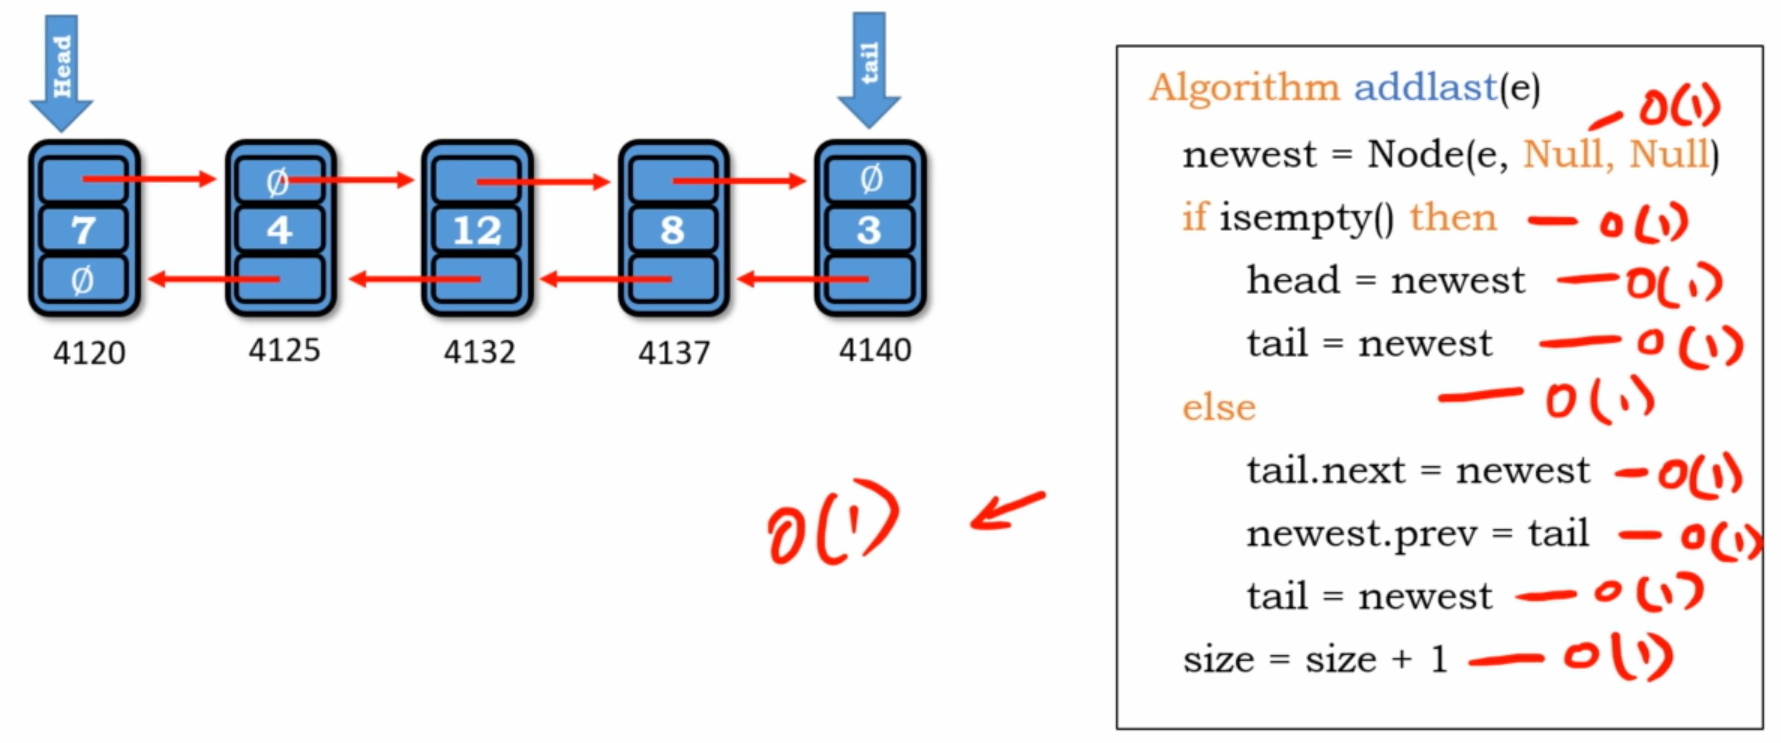 Head
tail
∅ ∅
7 4 12 8 3
∅
4120 4125 4132 4137 4140
O(1)
Algorithm addlast(e)
O(1)
newest = Node(e, Null, Null)
if isempty() then — O(1)
head = newest — O(1)
tail = newest — O(1)
else — O(1)
tail.next = newest — O(1)
newest.prev = tail — O(1)
tail = newest — O(1)
size = size + 1 — O(1)